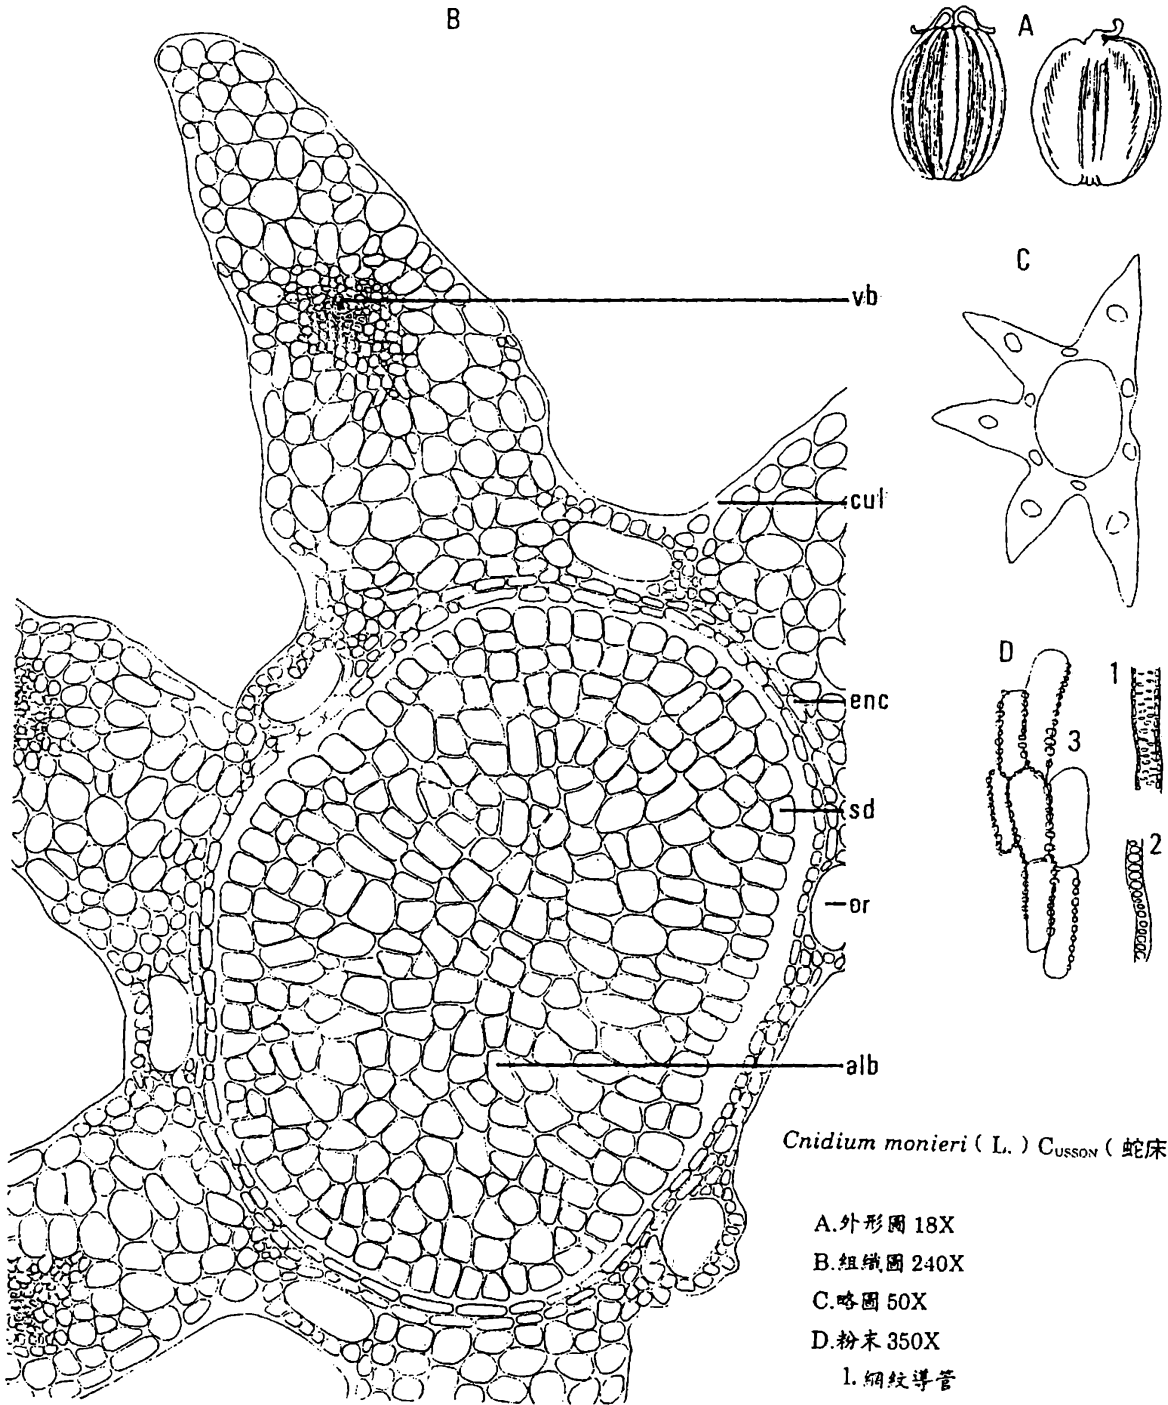 B
A
C
vb
cul
D
1
3
enc
sd
2
or
alb
Cnidium monieri ( L. ) CUSSON ( 蛇床
A.外形圖 18X
B.組織圖 240X
C.略圖 50X
D.粉末 350X
1. 網紋導管